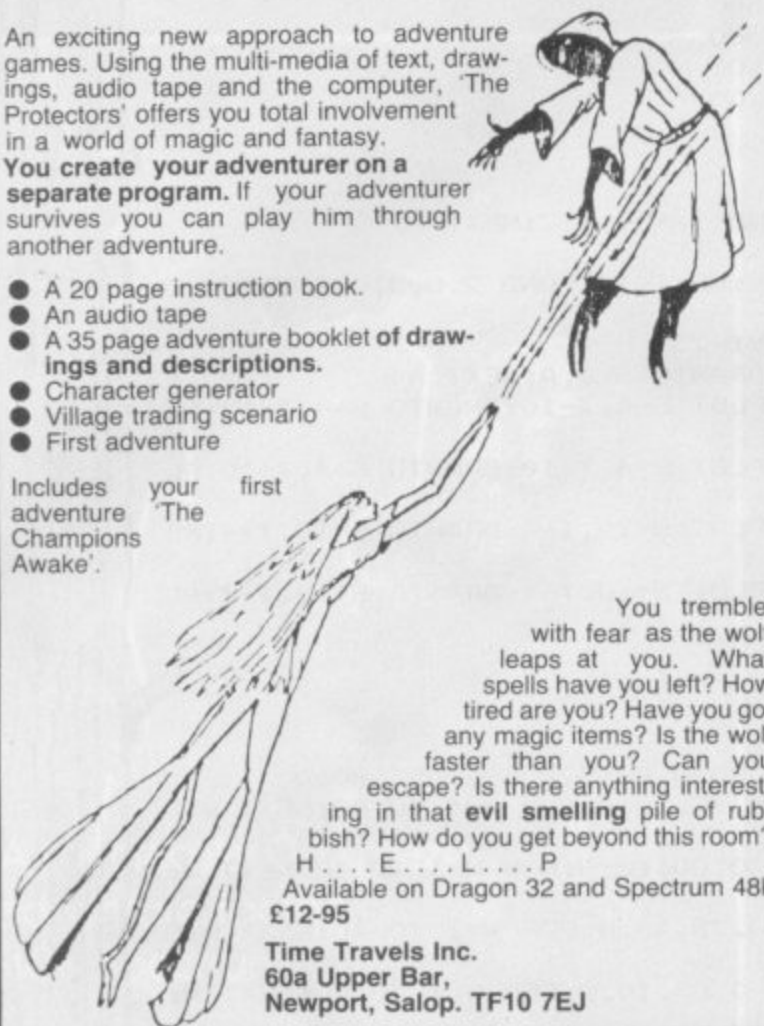 An exciting new approach to adventure
games. Using the multi-media of text, draw-
ings, audio tape and the computer, 'The
Protectors' offers you total involvement
in a world of magic and fantasy.
You create your adventurer on a
separate program. If your adventurer
survives you can play him through
another adventure.
● A 20 page instruction book.
● An audio tape
● A 35 page adventure booklet of draw-
ings and descriptions.
● Character generator
● Village trading scenario
● First adventure
Includes your first
adventure 'The
Champions
Awake'.
You tremble
with fear as the wol
leaps at you. Wha
spells have you left? How
tired are you? Have you go
any magic items? Is the wol
faster than you? Can you
escape? Is there anything interest
ing in that evil smelling pile of rub
bish? How do you get beyond this room?
H . . . . E . . . . L . . . . P
Available on Dragon 32 and Spectrum 48
£12-95
Time Travels Inc.
60a Upper Bar,
Newport, Salop. TF10 7EJ